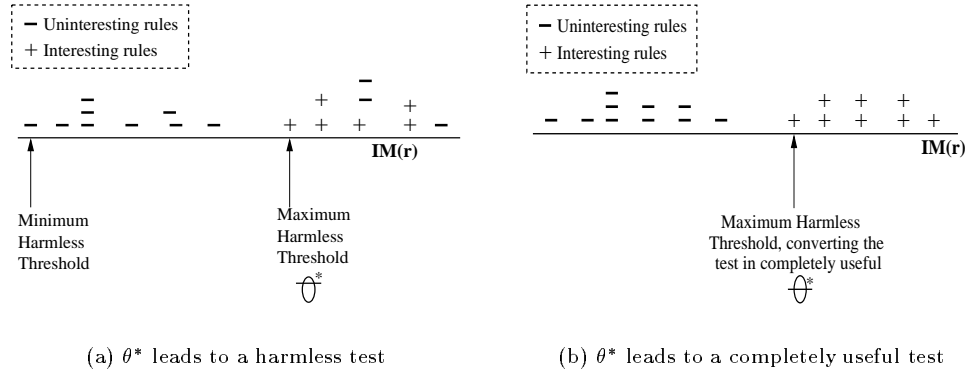 − Uninteresting rules
+ Interesting rules
IM(r)
Minimum
Harmless
Threshold
Maximum
Harmless
Threshold
θ*
(a) θ* leads to a harmless test
− Uninteresting rules
+ Interesting rules
IM(r)
Maximum Harmless
Threshold, converting the
test in completely useful
θ*
(b) θ* leads to a completely useful test